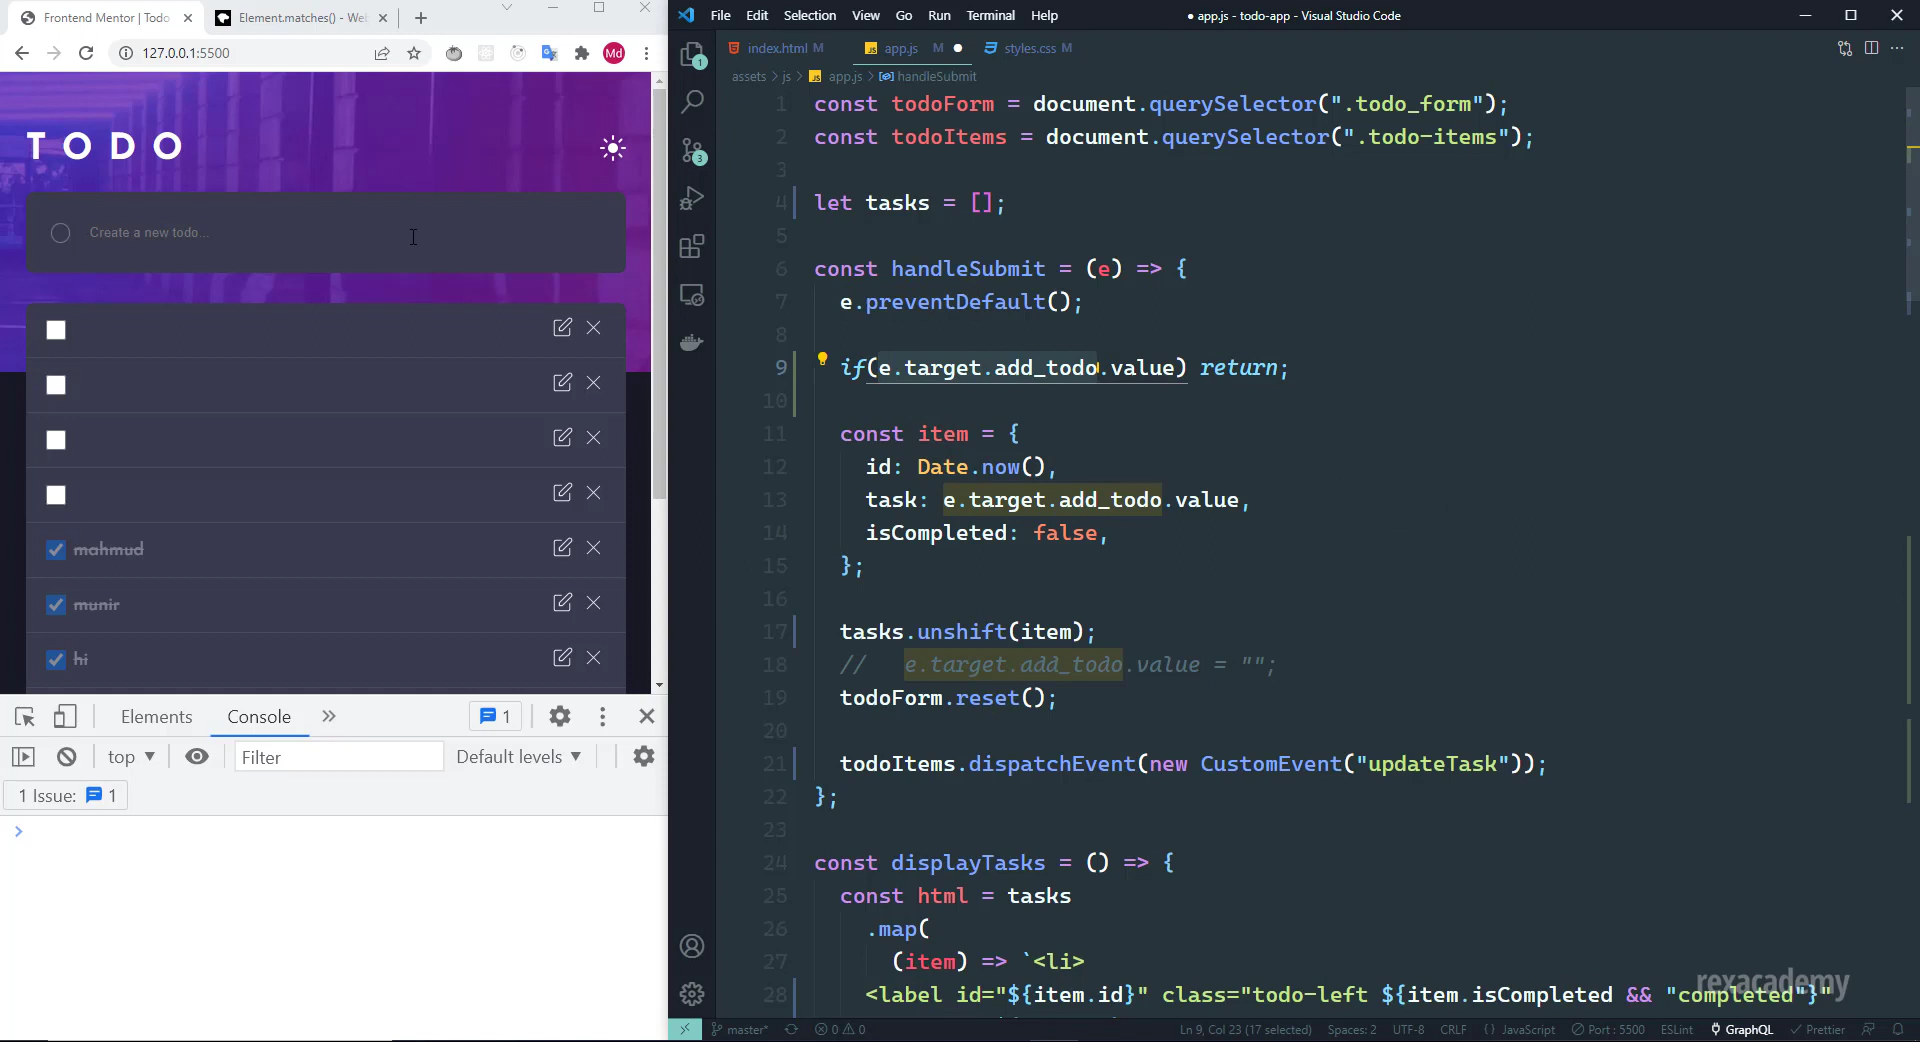 Frontend Mentor | Todo
Element.matches() - Web
127.0.0.1:5500
Md
TODO
Create a new todo...
mahmud
munir
hi
Elements
Console
1
top
Filter
Default levels
1 Issue: 1
File Edit Selection View Go Run Terminal Help
● app.js - todo-app - Visual Studio Code
index.html M
JS app.js M
styles.css M
assets > js > JS app.js > handleSubmit
1
3
1 const todoForm = document.querySelector(".todo_form");
2 const todoItems = document.querySelector(".todo-items");
3
4 let tasks = [];
5
6 const handleSubmit = (e) => {
7 e.preventDefault();
8
9 if(e.target.add_todo.value) return;
10
11 const item = {
12 id: Date.now(),
13 task: e.target.add_todo.value,
14 isCompleted: false,
15 };
16
17 tasks.unshift(item);
18 // e.target.add_todo.value = "";
19 todoForm.reset();
20
21 todoItems.dispatchEvent(new CustomEvent("updateTask"));
22 };
23
24 const displayTasks = () => {
25 const html = tasks
26 .map(
27 (item) => `<li>
28 <label id="${item.id}" class="todo-left ${item.isCompleted && "completed"}"
rexacademy
master*
0 0
Ln 9, Col 23 (17 selected)
Spaces: 2
UTF-8
CRLF
{} JavaScript
Port : 5500
ESLint
GraphQL
Prettier